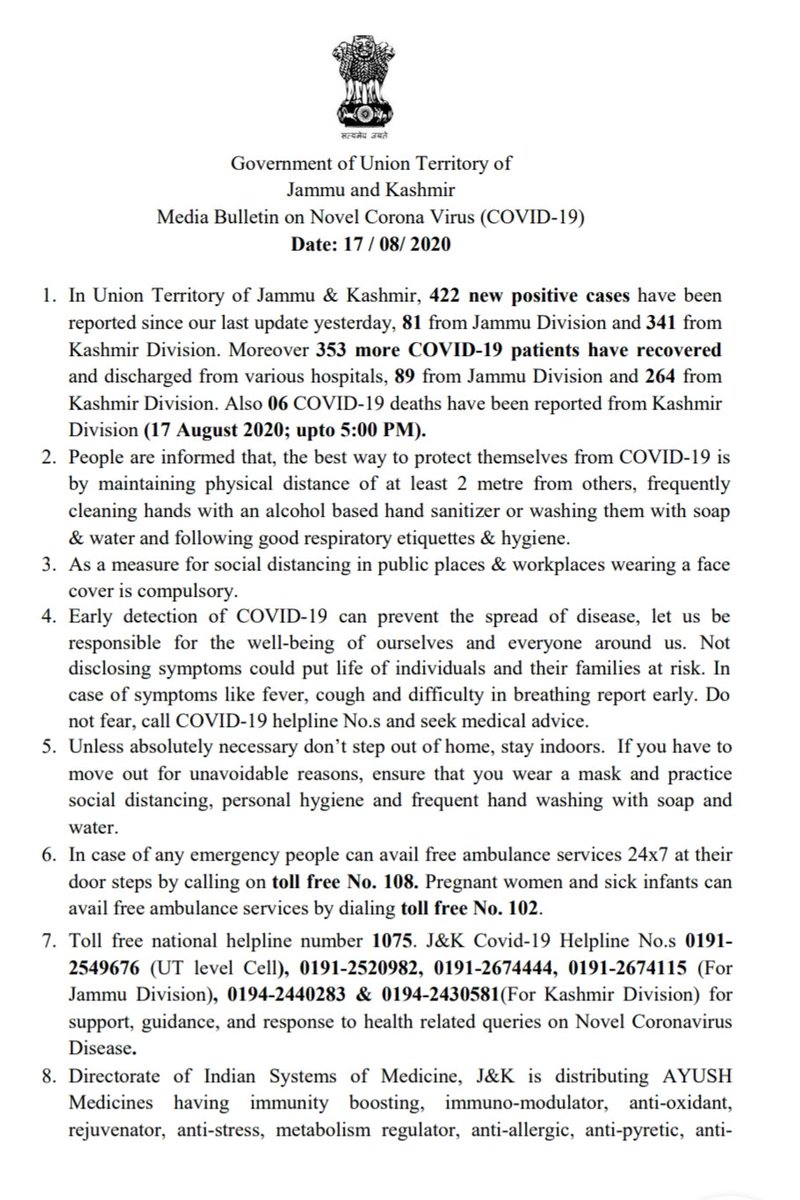 सत्यमेव जयते
Government of Union Territory of
Jammu and Kashmir
Media Bulletin on Novel Corona Virus (COVID-19)
Date: 17 / 08/ 2020
1. In Union Territory of Jammu & Kashmir, 422 new positive cases have been
reported since our last update yesterday, 81 from Jammu Division and 341 from
Kashmir Division. Moreover 353 more COVID-19 patients have recovered
and discharged from various hospitals, 89 from Jammu Division and 264 from
Kashmir Division. Also 06 COVID-19 deaths have been reported from Kashmir
Division (17 August 2020; upto 5:00 PM).
2. People are informed that, the best way to protect themselves from COVID-19 is
by maintaining physical distance of at least 2 metre from others, frequently
cleaning hands with an alcohol based hand sanitizer or washing them with soap
& water and following good respiratory etiquettes & hygiene.
3. As a measure for social distancing in public places & workplaces wearing a face
cover is compulsory.
4. Early detection of COVID-19 can prevent the spread of disease, let us be
responsible for the well-being of ourselves and everyone around us. Not
disclosing symptoms could put life of individuals and their families at risk. In
case of symptoms like fever, cough and difficulty in breathing report early. Do
not fear, call COVID-19 helpline No.s and seek medical advice.
5. Unless absolutely necessary don’t step out of home, stay indoors. If you have to
move out for unavoidable reasons, ensure that you wear a mask and practice
social distancing, personal hygiene and frequent hand washing with soap and
water.
6. In case of any emergency people can avail free ambulance services 24x7 at their
door steps by calling on toll free No. 108. Pregnant women and sick infants can
avail free ambulance services by dialing toll free No. 102.
7. Toll free national helpline number 1075. J&K Covid-19 Helpline No.s 0191-
2549676 (UT level Cell), 0191-2520982, 0191-2674444, 0191-2674115 (For
Jammu Division), 0194-2440283 & 0194-2430581(For Kashmir Division) for
support, guidance, and response to health related queries on Novel Coronavirus
Disease.
8. Directorate of Indian Systems of Medicine, J&K is distributing AYUSH
Medicines having immunity boosting, immuno-modulator, anti-oxidant,
rejuvenator, anti-stress, metabolism regulator, anti-allergic, anti-pyretic, anti-